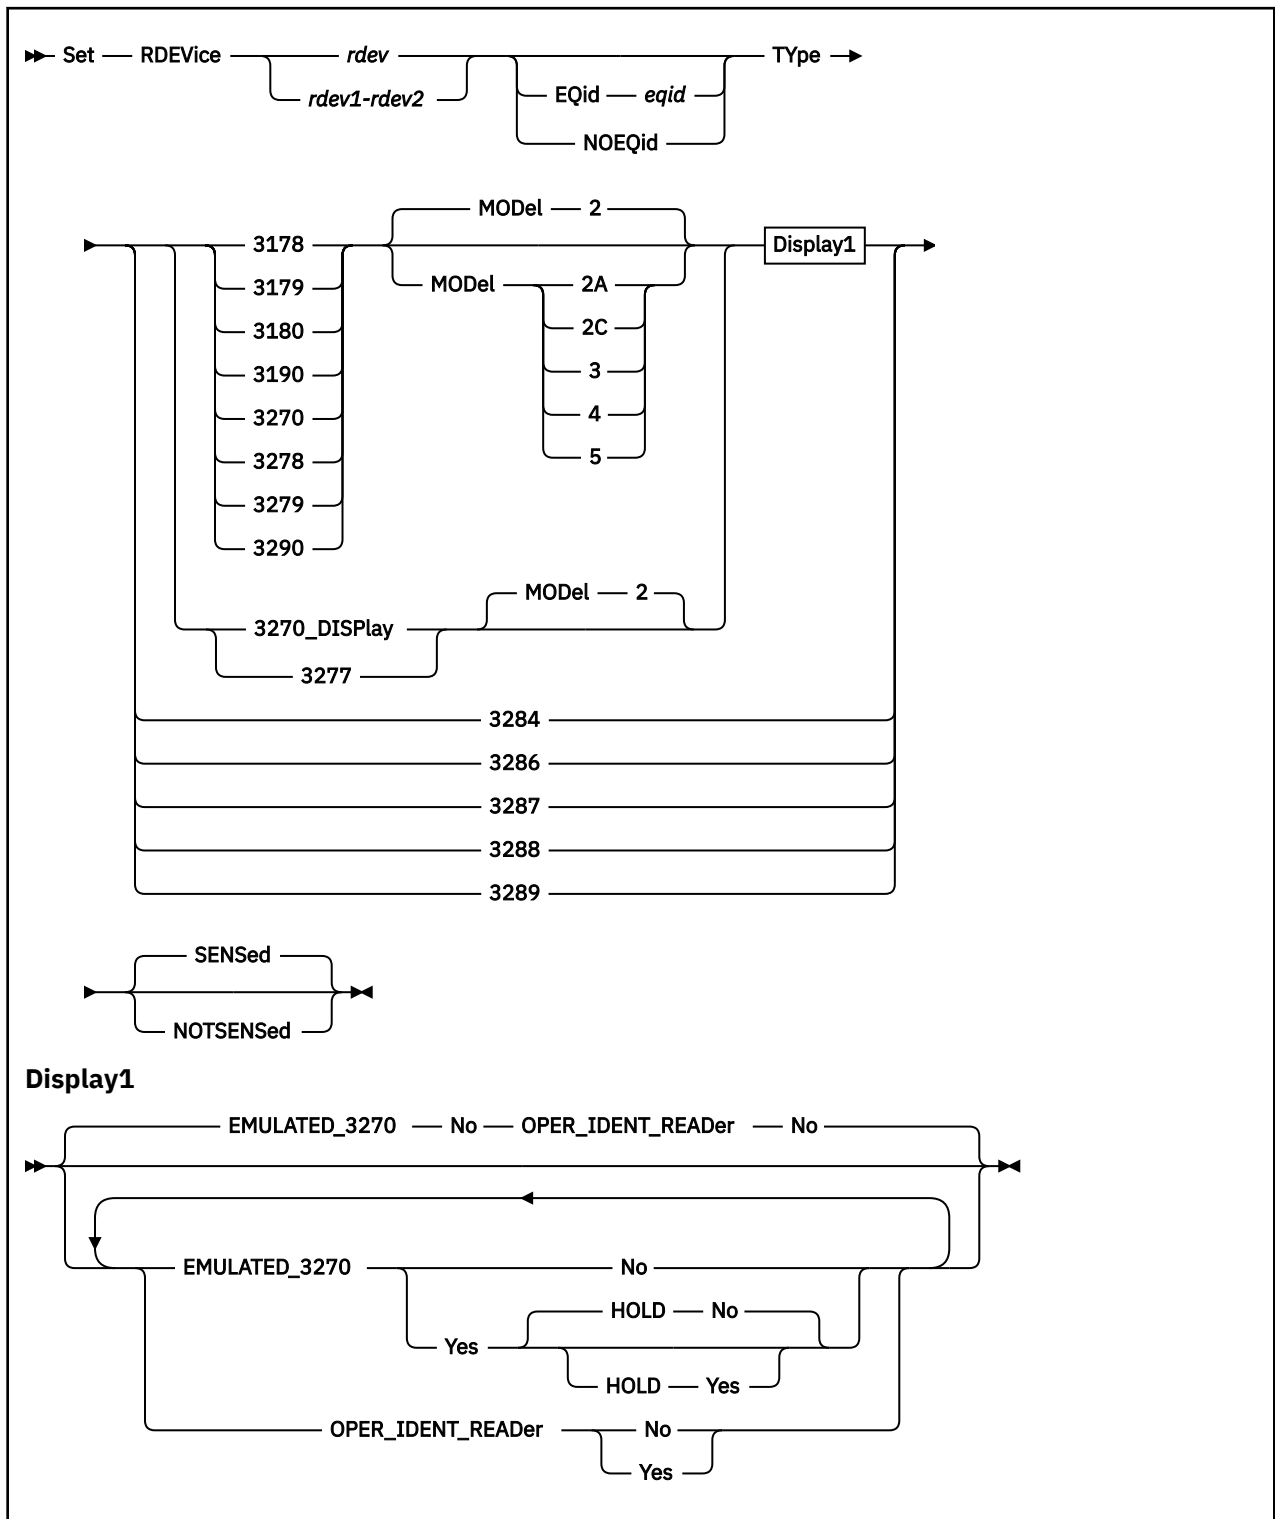 Set RDEVice rdev TYpe
rdev1-rdev2
EQid eqid
NOEQid
MODel 2
3178 Display1
MODel 2A
3179
2C
3180
3
3190
4
3270
5
3278
3279
3290
MODel 2
3270_DISPlay
3277
3284
3286
3287
3288
3289
SENSed
NOTSENSed
Display1
EMULATED_3270 No OPER_IDENT_READer No
EMULATED_3270 No
HOLD No
Yes
HOLD Yes
OPER_IDENT_READer No
Yes